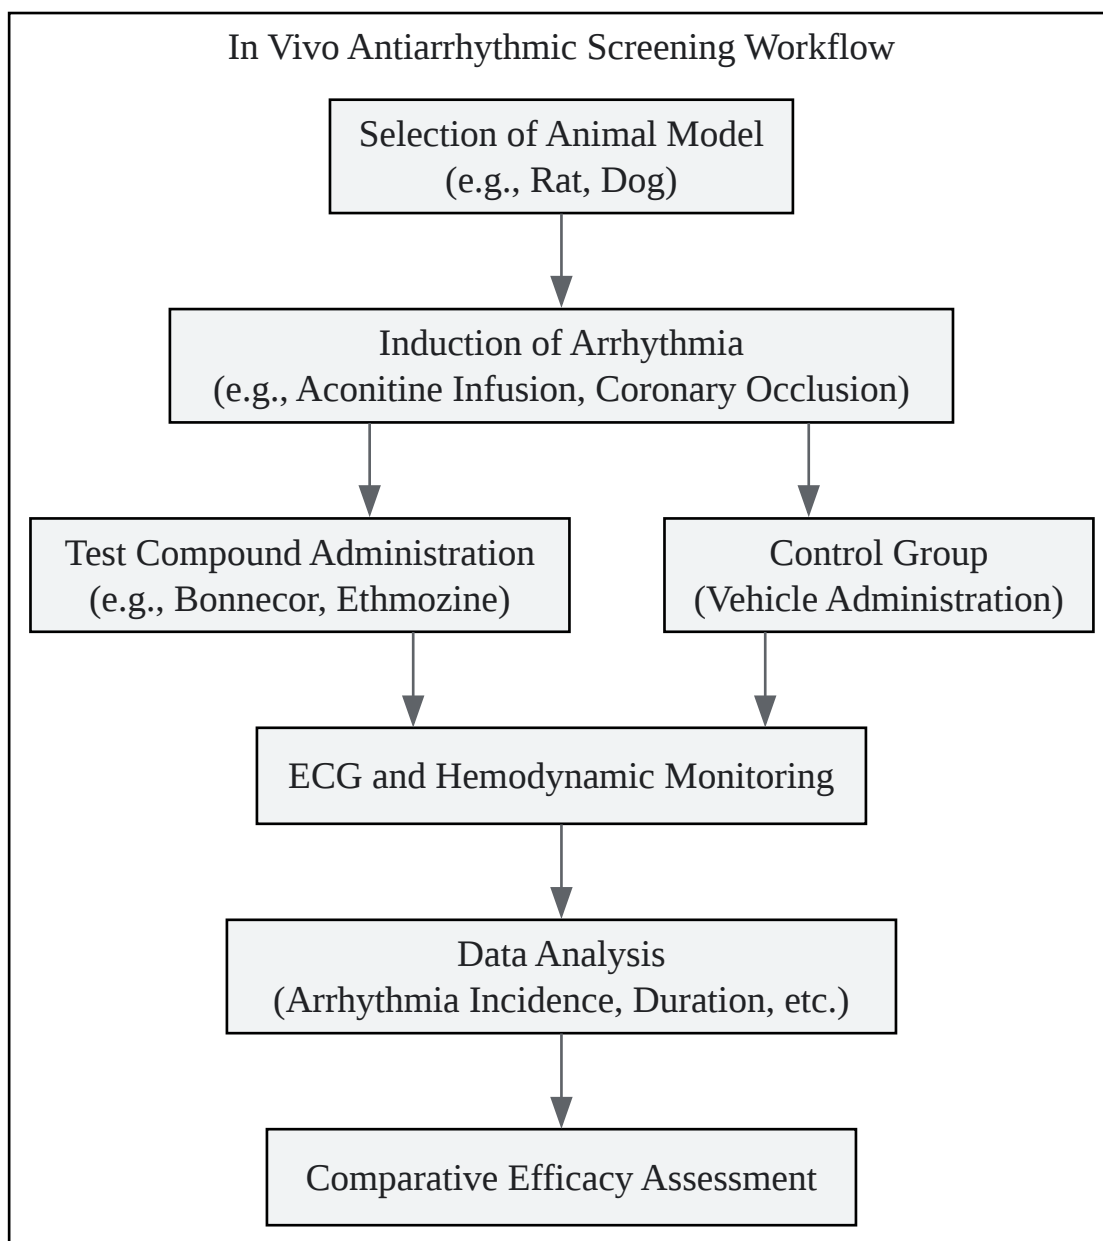 In Vivo Antiarrhythmic Screening Workflow
Selection of Animal Model
(e.g., Rat, Dog)
Induction of Arrhythmia
(e.g., Aconitine Infusion, Coronary Occlusion)
Test Compound Administration
(e.g., Bonnecor, Ethmozine)
Control Group
(Vehicle Administration)
ECG and Hemodynamic Monitoring
Data Analysis
(Arrhythmia Incidence, Duration, etc.)
Comparative Efficacy Assessment